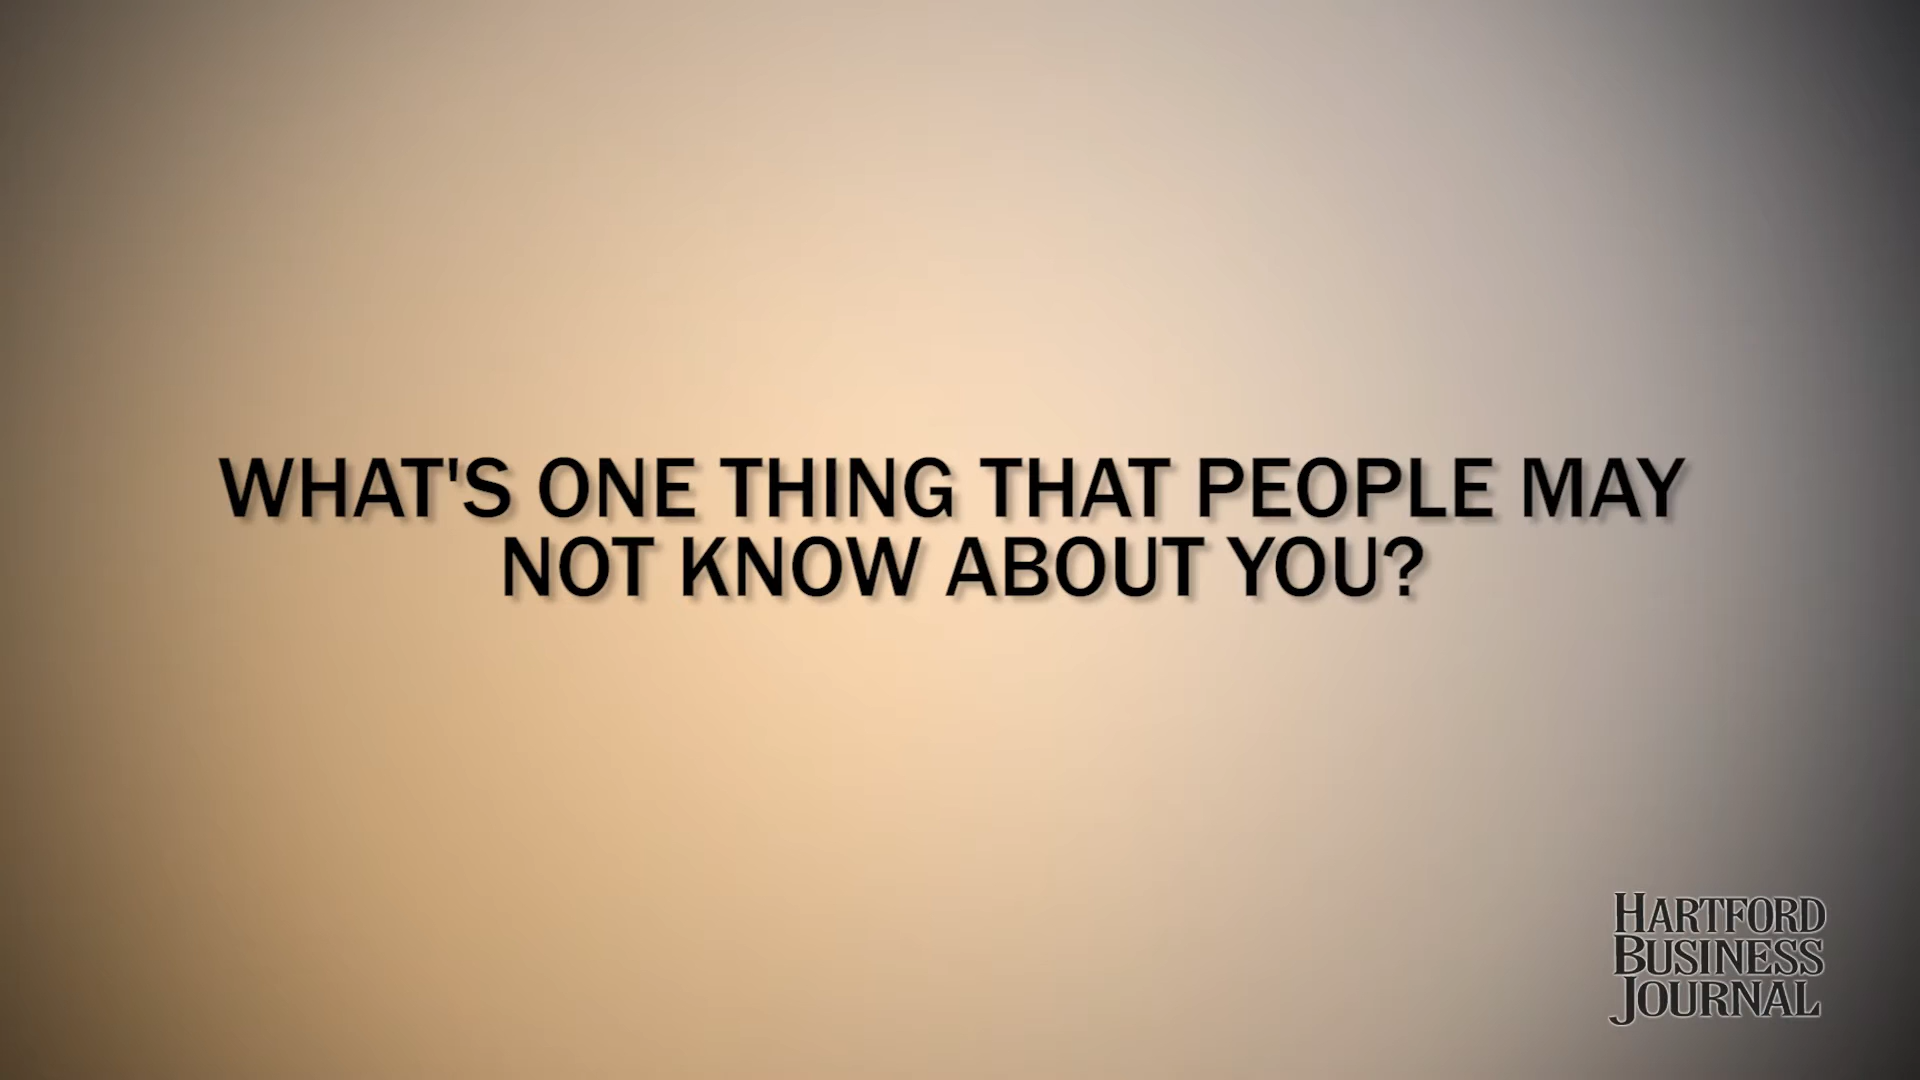 WHAT'S ONE THING THAT PEOPLE MAY
NOT KNOW ABOUT YOU?
HARTFORD
BUSINESS
JOURNAL